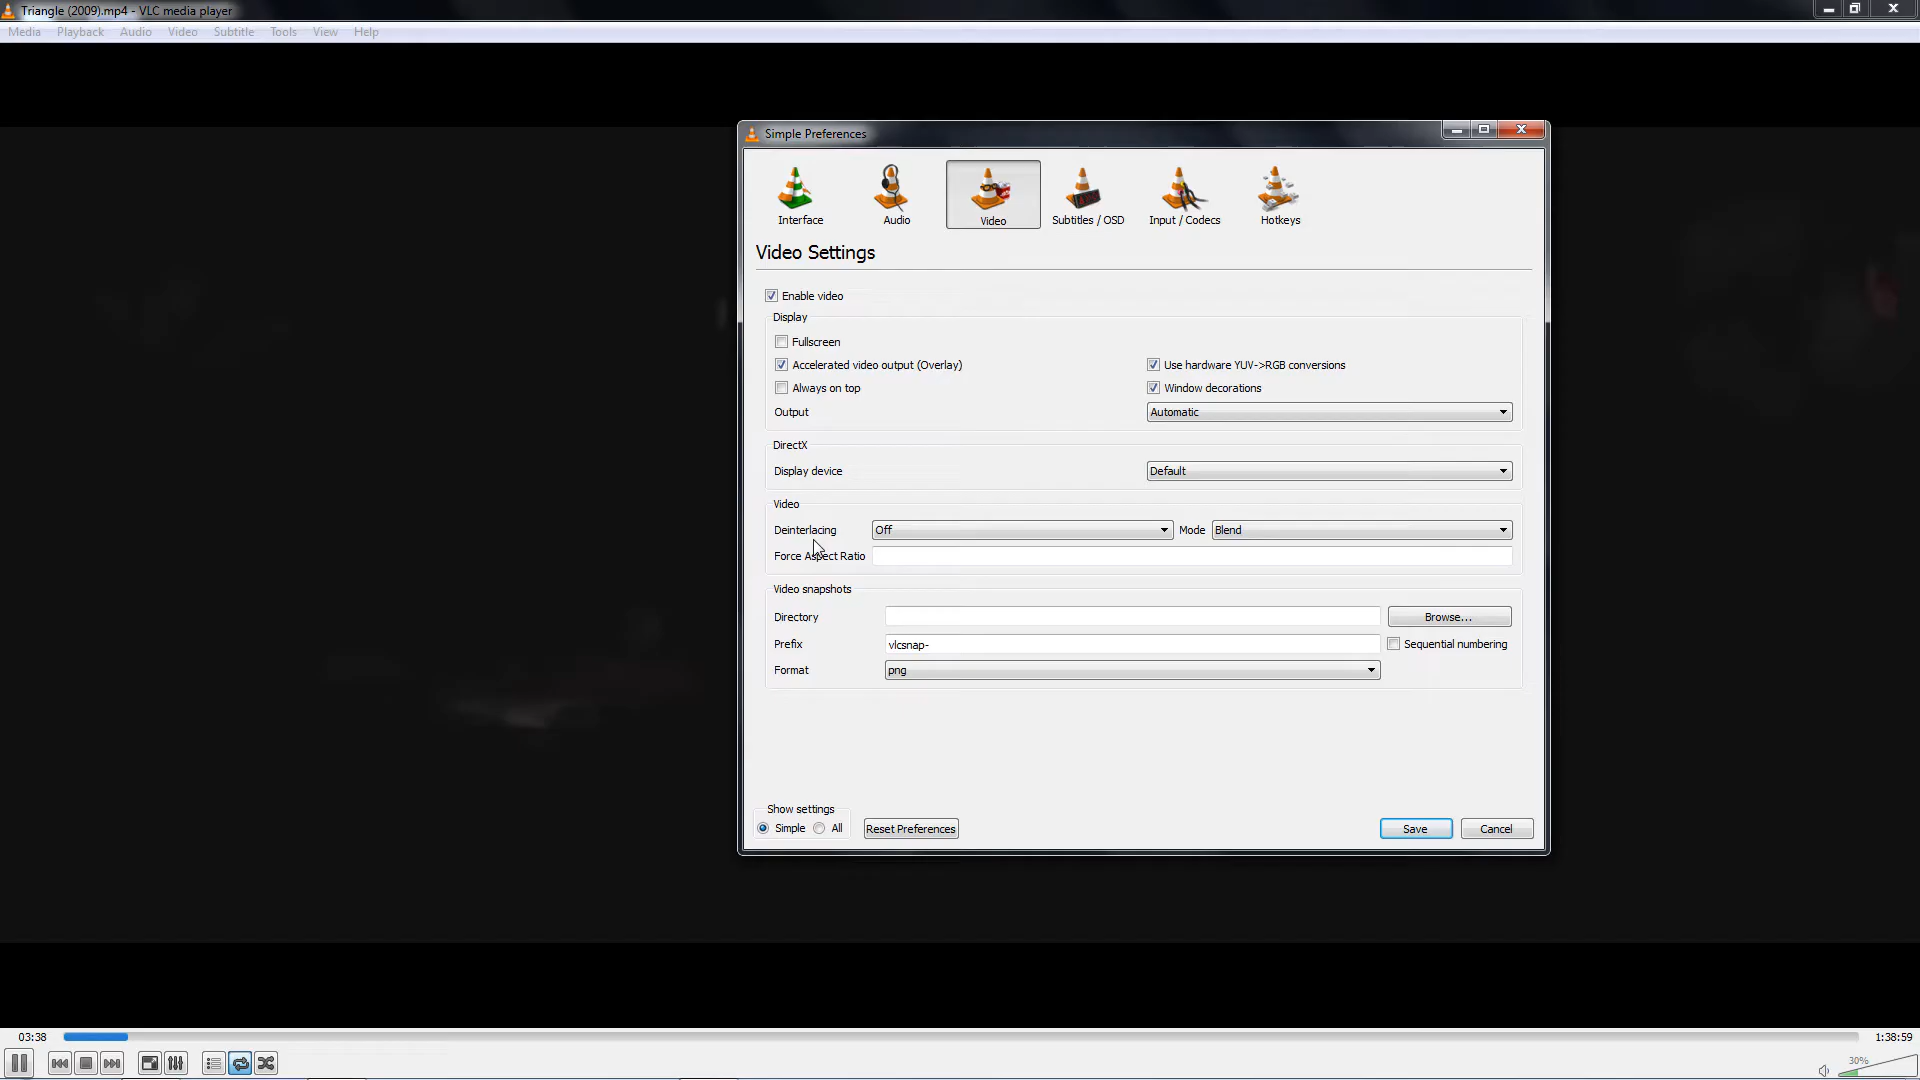 Triangle (2009).mp4 - VLC media player
Media Playback Audio Video Subtitle Tools View Help
Simple Preferences
Interface Audio Video Subtitles / OSD Input / Codecs Hotkeys
Video Settings
Enable video
Display
Fullscreen
Accelerated video output (Overlay) Use hardware YUV->RGB conversions
Always on top Window decorations
Output Automatic
DirectX
Display device Default
Video
Deinterlacing Off Mode Blend
Force Aspect Ratio
Video snapshots
Directory Browse...
Prefix vlcsnap- Sequential numbering
Format png
Show settings
Simple All Reset Preferences Save Cancel
03:38 1:38:59
30%